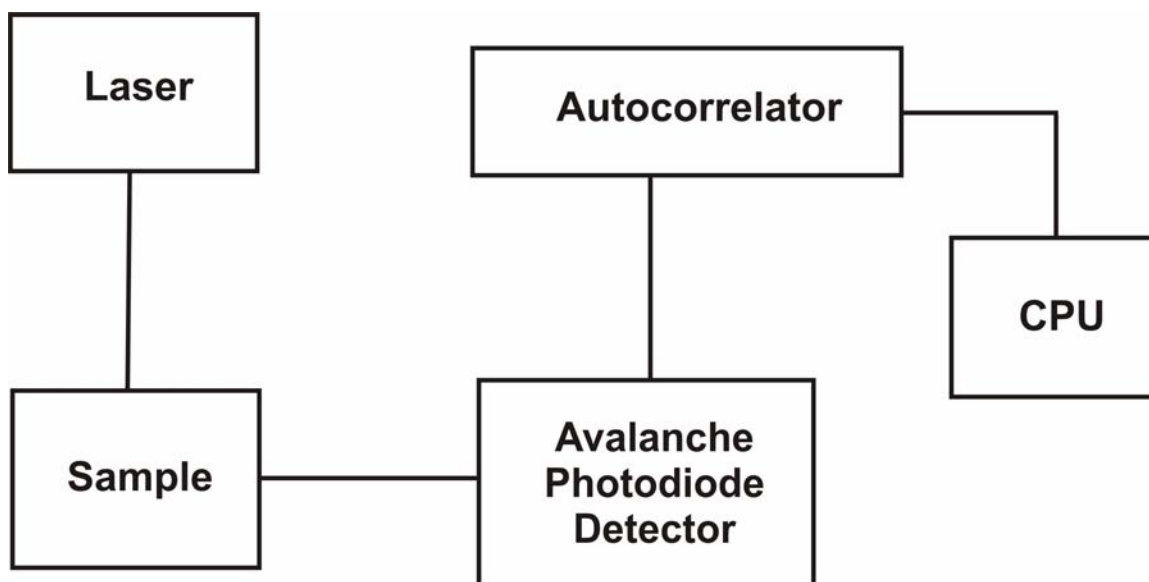 Laser
Autocorrelator
CPU
Sample
Avalanche
Photodiode
Detector